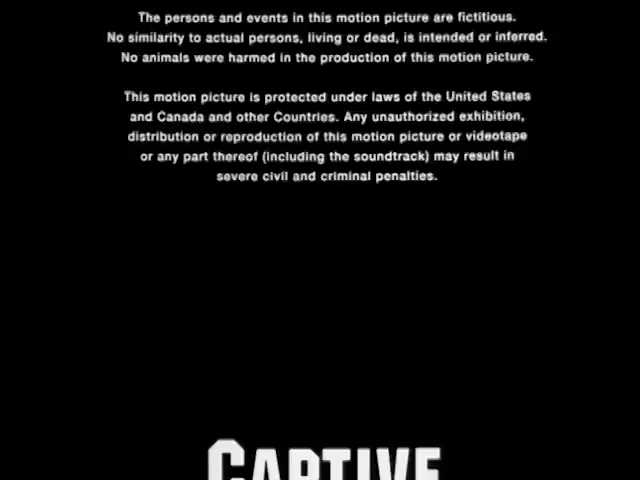 The persons and events in this motion picture are fictitious.
No similarity to actual persons, living or dead, is intended or inferred.
No animals were harmed in the production of this motion picture.
This motion picture is protected under laws of the United States
and Canada and other Countries. Any unauthorized exhibition,
distribution or reproduction of this motion picture or videotape
or any part thereof (including the soundtrack) may result in
severe civil and criminal penalties.
CAPTIVE